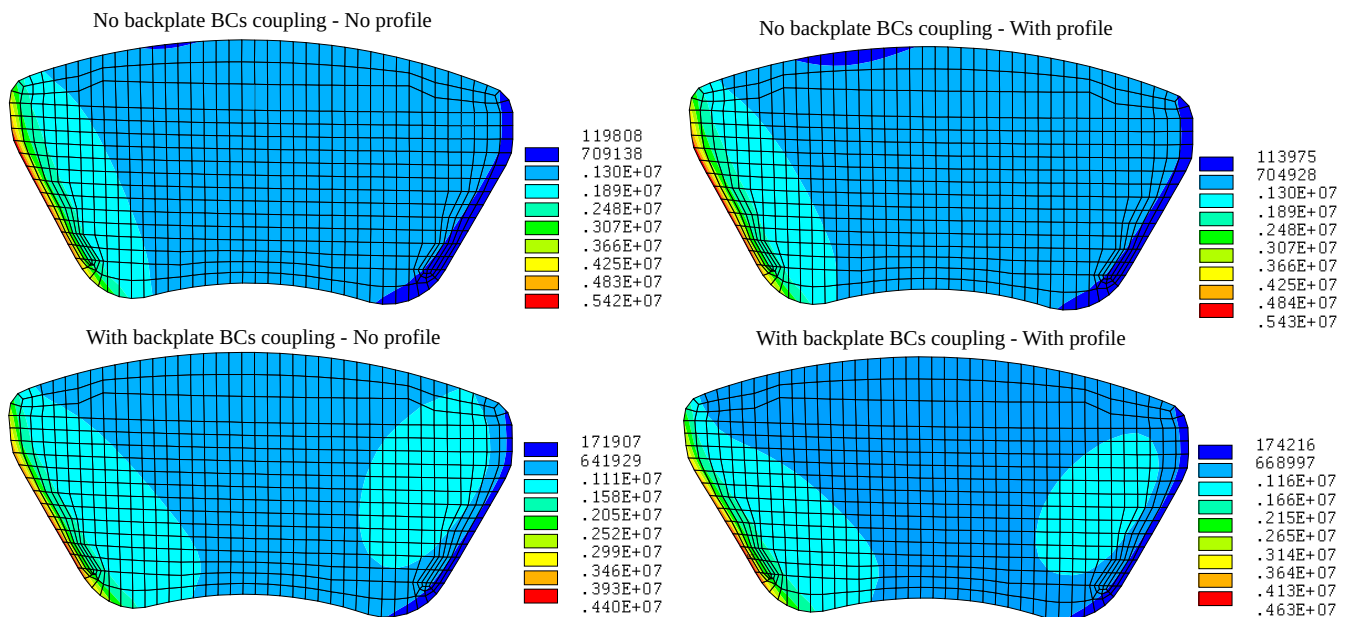 No backplate BCs coupling - No profile
119808
709138
.130E+07
.189E+07
.248E+07
.307E+07
.366E+07
.425E+07
.483E+07
.542E+07
No backplate BCs coupling - With profile
113975
704928
.130E+07
.189E+07
.248E+07
.307E+07
.366E+07
.425E+07
.484E+07
.543E+07
With backplate BCs coupling - No profile
171907
641929
.111E+07
.158E+07
.205E+07
.252E+07
.299E+07
.346E+07
.393E+07
.440E+07
With backplate BCs coupling - With profile
174216
668997
.116E+07
.166E+07
.215E+07
.265E+07
.314E+07
.364E+07
.413E+07
.463E+07